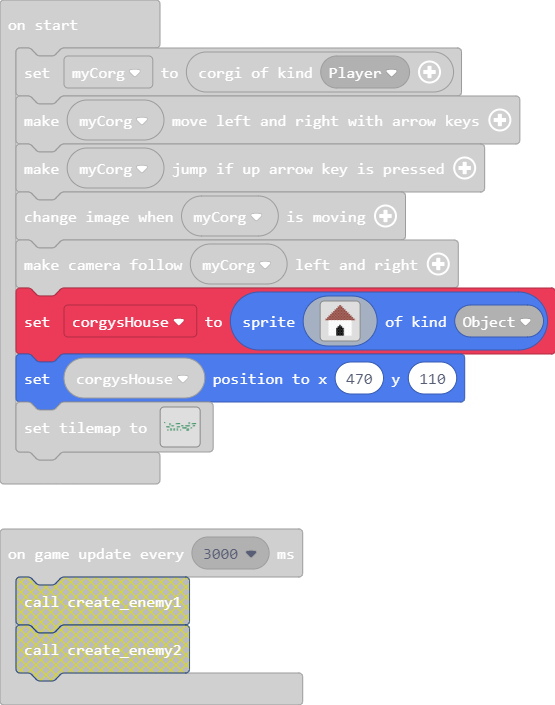 on start
set myCorg to corgi of kind Player
make myCorg move left and right with arrow keys
make myCorg jump if up arrow key is pressed
change image when myCorg is moving
make camera follow myCorg left and right
set corgysHouse to sprite of kind Object
set corgysHouse position to x 470 y 110
set tilemap to
on game update every 3000 ms
call create_enemy1
call create_enemy2